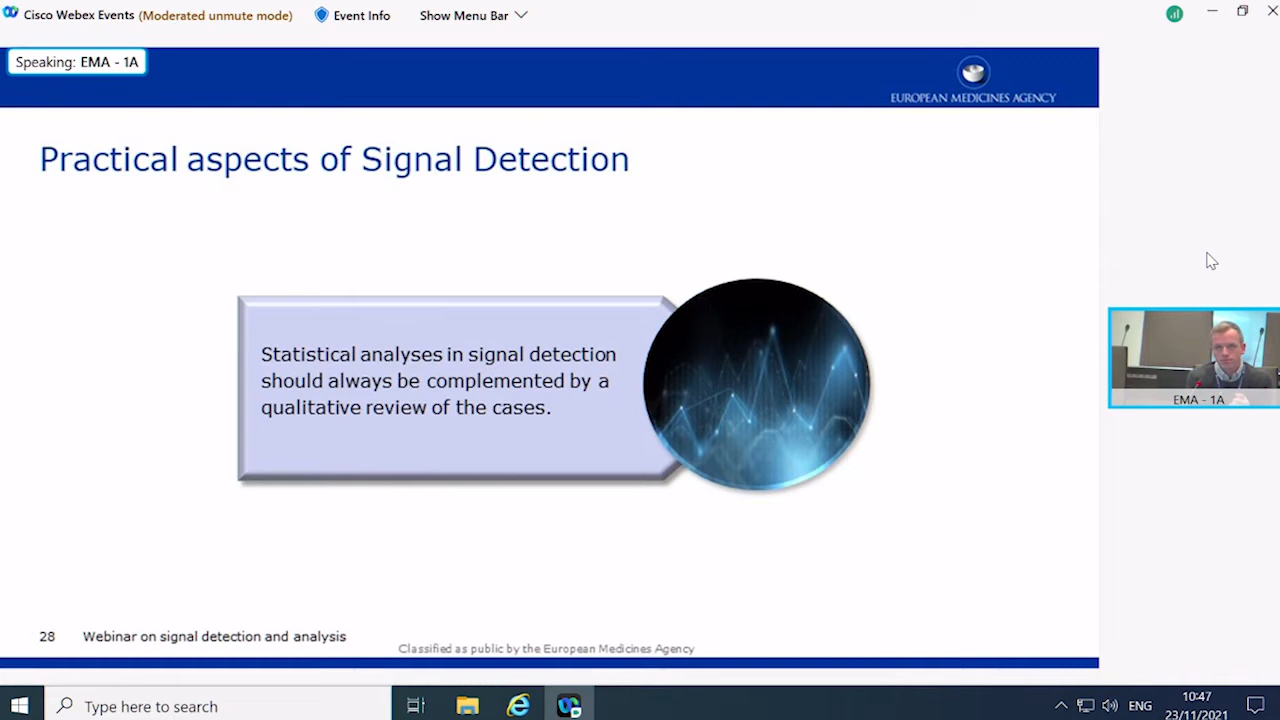 Cisco Webex Events (Moderated unmute mode) Event Info Show Menu Bar
Speaking: EMA - 1A
EUROPEAN MEDICINES AGENCY
Practical aspects of Signal Detection
Statistical analyses in signal detection
should always be complemented by a
qualitative review of the cases.
EMA - 1A
28 Webinar on signal detection and analysis
Classified as public by the European Medicines Agency
Type here to search
ENG
10:47
23/11/2021